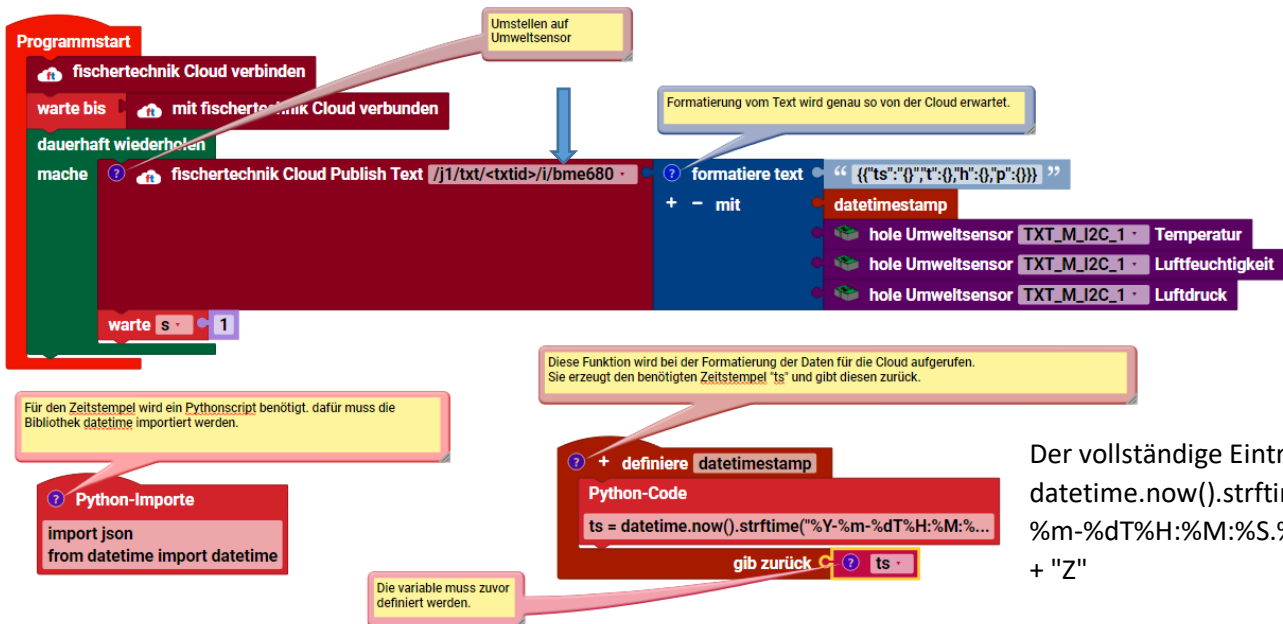 Umstellen auf
Umweltsensor
Programmstart
ft fischertechnik Cloud verbinden
warte bis ft mit fischertechnik Cloud verbunden
Formatierung vom Text wird genau so von der Cloud erwartet.
dauerhaft wiederholen
mache ? ft fischertechnik Cloud Publish Text /j1/txt/<txtid>/i/bme680 ? formatiere text “ {{"ts":"{}","t":{},"h":{},"p":{}}} ”
+ − mit datetimestamp
hole Umweltsensor TXT_M_I2C_1 Temperatur
hole Umweltsensor TXT_M_I2C_1 Luftfeuchtigkeit
hole Umweltsensor TXT_M_I2C_1 Luftdruck
warte s 1
Diese Funktion wird bei der Formatierung der Daten für die Cloud aufgerufen.
Sie erzeugt den benötigten Zeitstempel "ts" und gibt diesen zurück.
Für den Zeitstempel wird ein Pythonscript benötigt. dafür muss die
Bibliothek datetime importiert werden.
? Python-Importe
import json
from datetime import datetime
? + definiere datetimestamp
Python-Code
ts = datetime.now().strftime("%Y-%m-%dT%H:%M:%...
gib zurück ? ts
Die variable muss zuvor
definiert werden.
Der vollständige
datetime.now()
%m-%dT%H:%M:%S.
+ "Z"